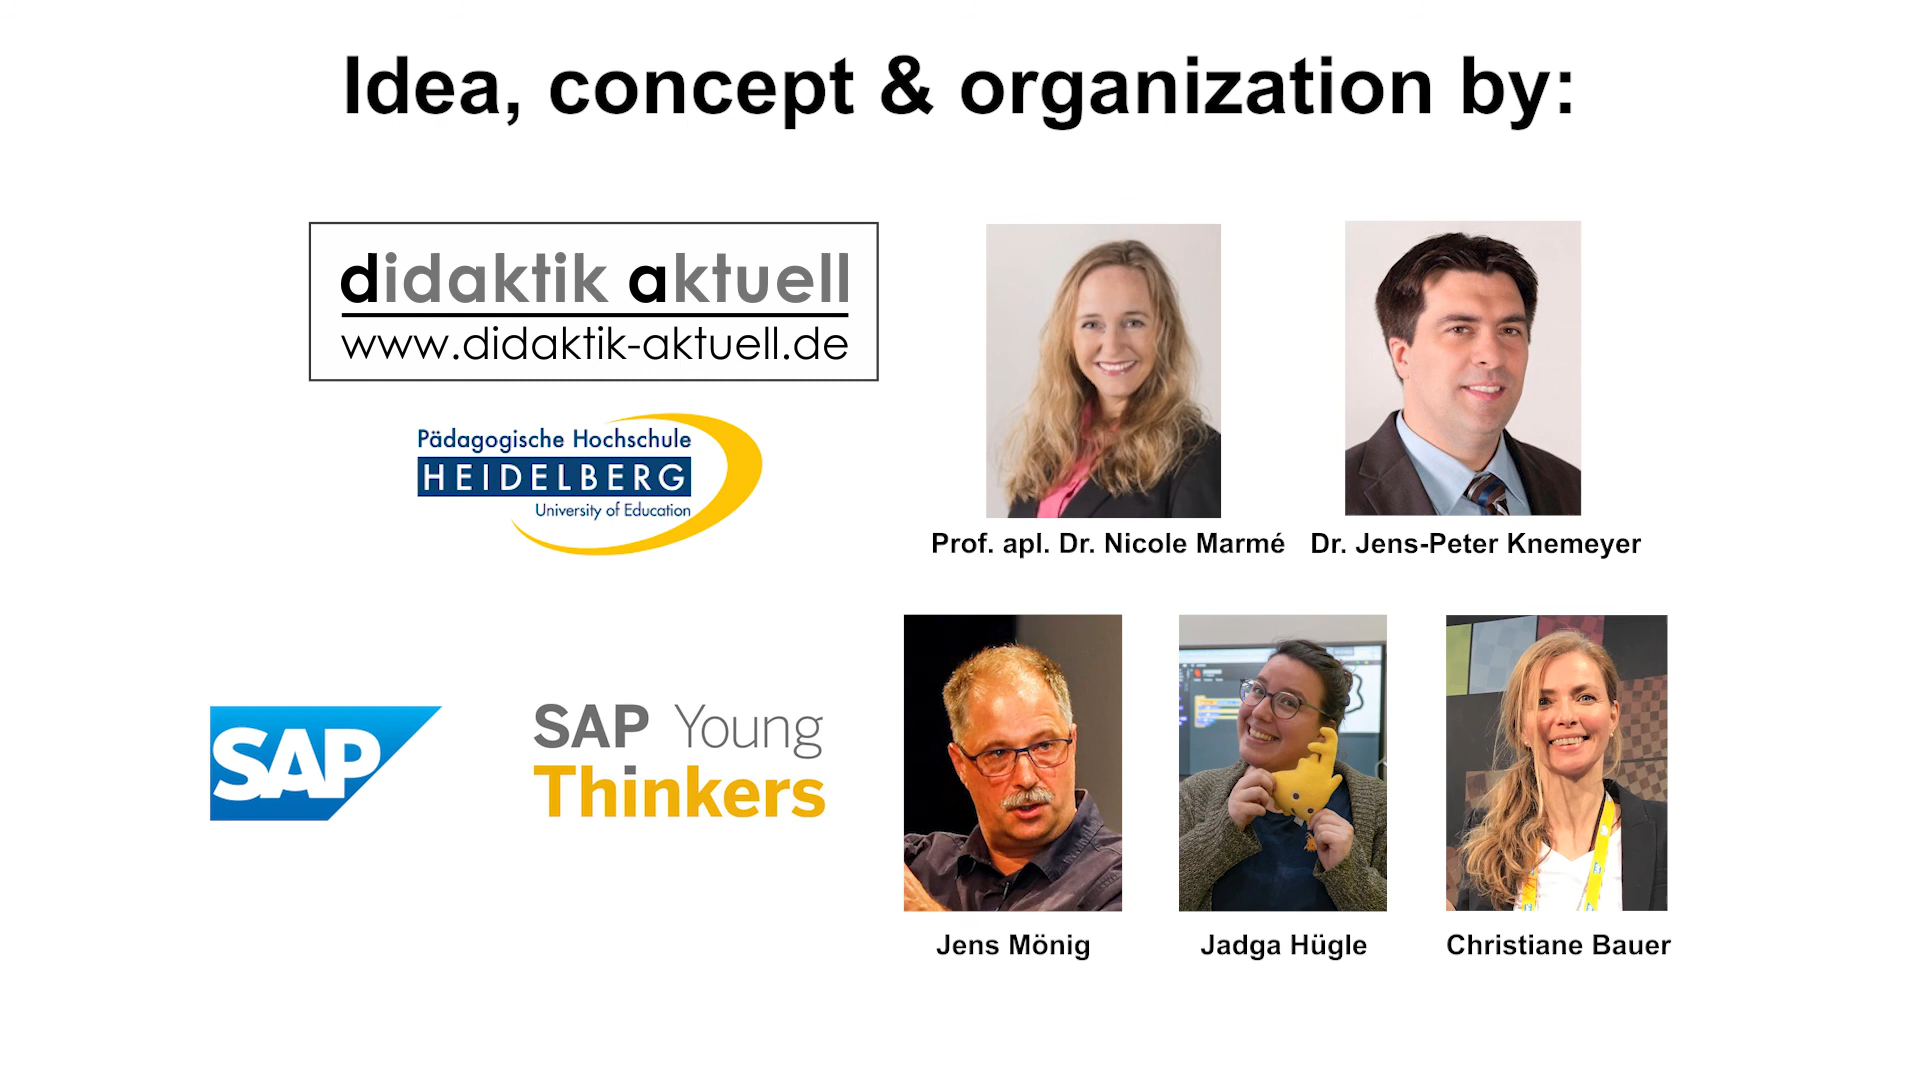 Idea, concept & organization by:
didaktik aktuell
www.didaktik-aktuell.de
Pädagogische Hochschule
HEIDELBERG
University of Education
Prof. apl. Dr. Nicole Marmé
Dr. Jens-Peter Knemeyer
SAP
SAP Young
Thinkers
Jens Mönig
Jadga Hügle
Christiane Bauer